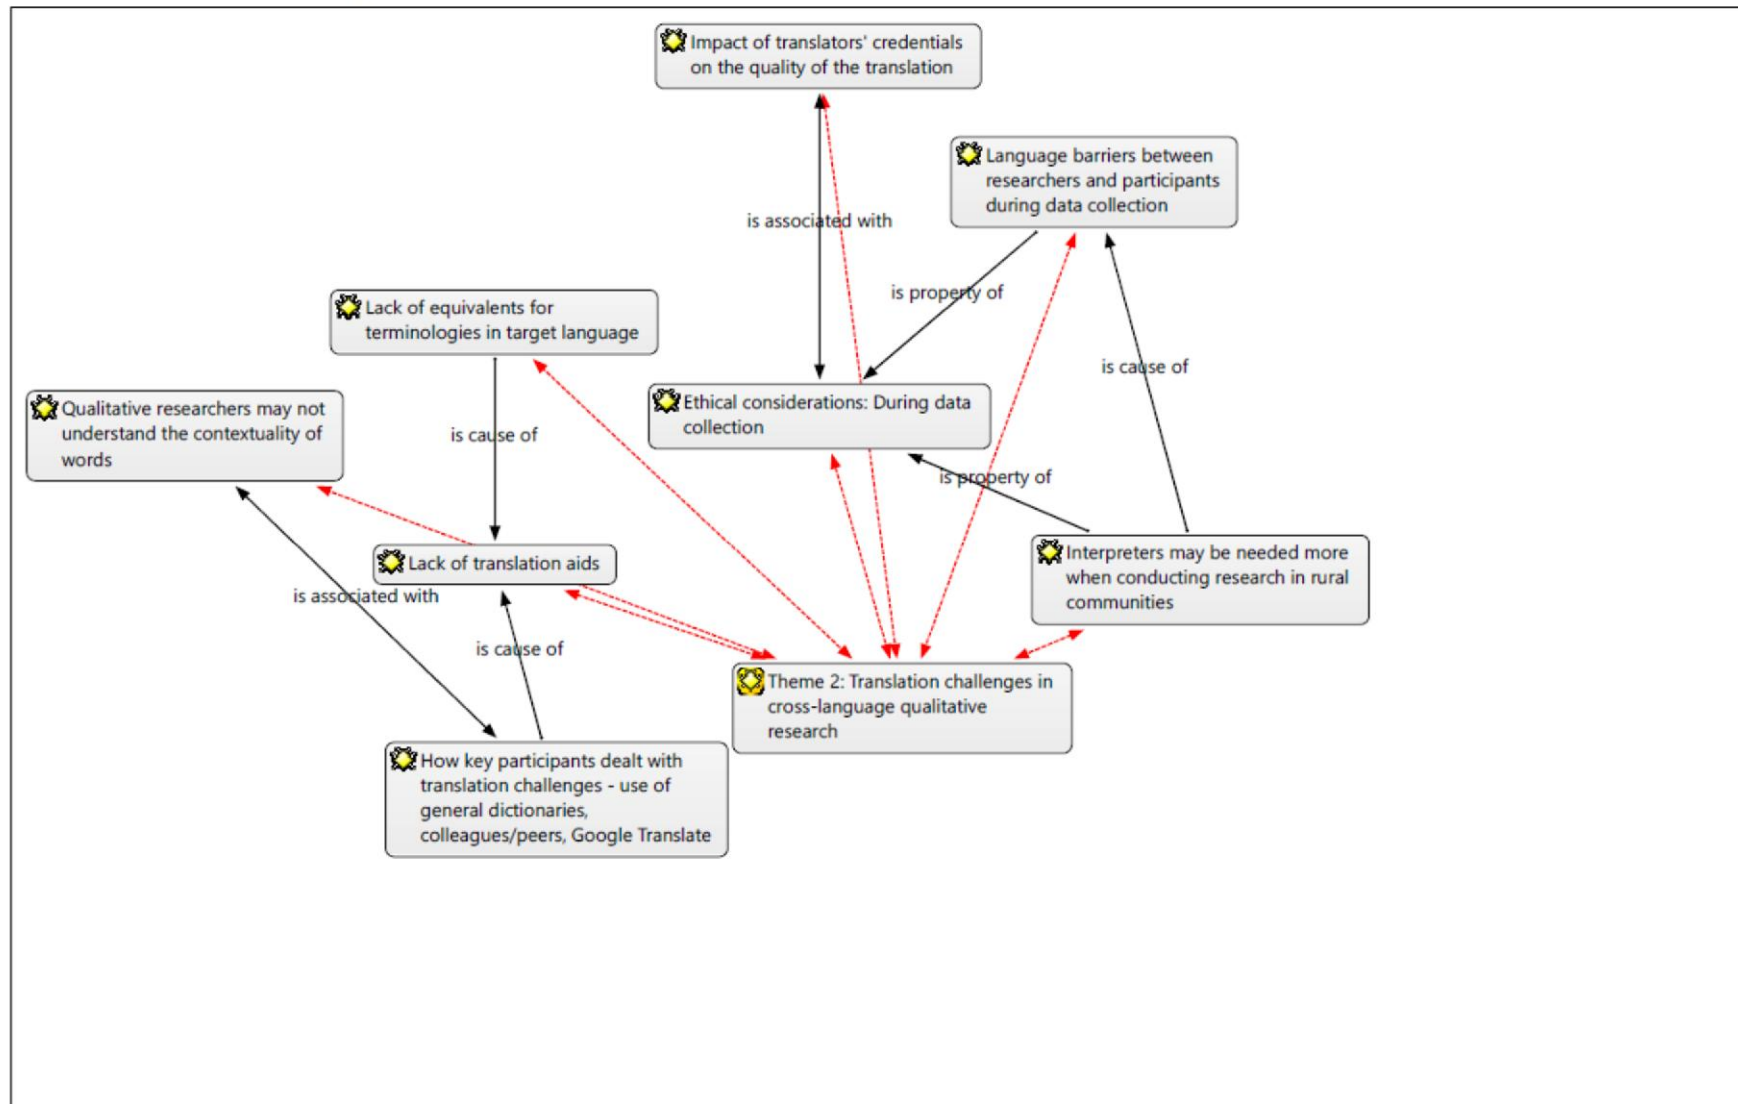 Impact of translators' credentials
on the quality of the translation
Language barriers between
researchers and participants
during data collection
is associated with
is property of
Lack of equivalents for
terminologies in target language
is cause of
Qualitative researchers may not
understand the contextuality of
words
Ethical considerations: During data
collection
is cause of
is property of
Lack of translation aids
Interpreters may be needed more
when conducting research in rural
communities
is associated with
is cause of
Theme 2: Translation challenges in
cross-language qualitative
research
How key participants dealt with
translation challenges - use of
general dictionaries,
colleagues/peers, Google Translate